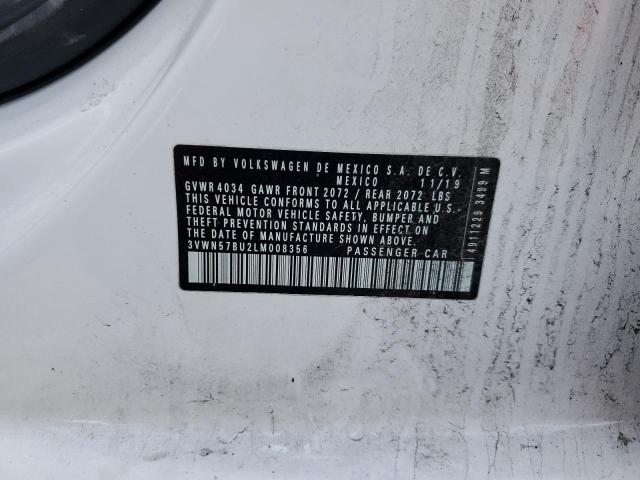 MFD BY VOLKSWAGEN DE MEXICO S.A. DE C.V.
MEXICO 11/19
GVWR 4034 GAWR FRONT 2072 / REAR 2072 LBS
THIS VEHICLE CONFORMS TO ALL APPLICABLE U.S.
FEDERAL MOTOR VEHICLE SAFETY, BUMPER AND
THEFT PREVENTION STANDARDS IN EFFECT ON
THE DATE OF MANUFACTURE SHOWN ABOVE.
3VWN57BU2LM008356 PASSENGER CAR
4911229 3499 M